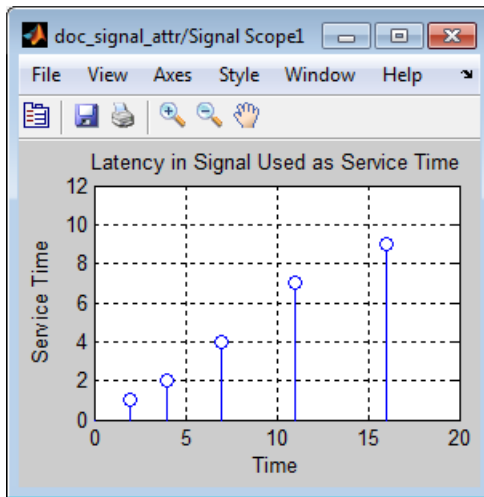 doc_signal_attr/Signal Scope1
File View Axes Style Window Help
Latency in Signal Used as Service Time
12
10
8
6
4
2
0
Service Time
0 5 10 15 20
Time